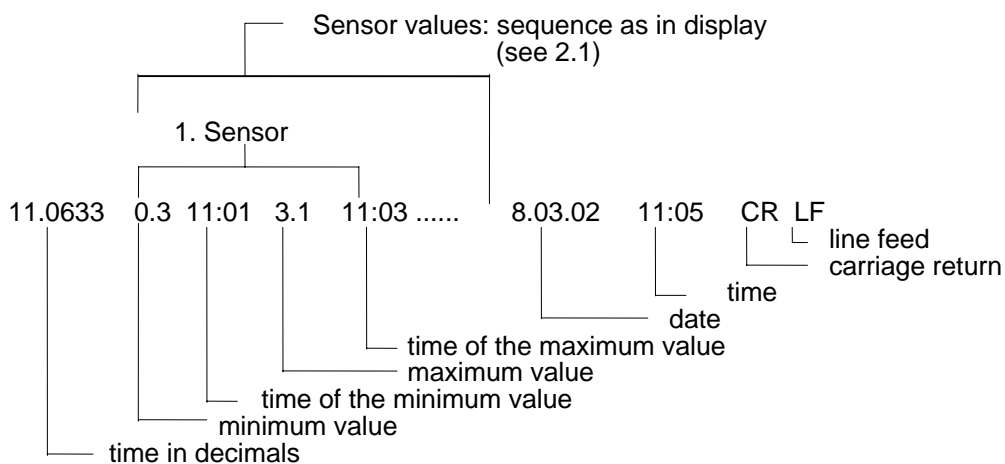 Sensor values: sequence as in display
(see 2.1)
1. Sensor
11.0633 0.3 11:01 3.1 11:03 ...... 8.03.02 11:05 CR LF
line feed
carriage return
time
date
time of the maximum value
maximum value
time of the minimum value
minimum value
time in decimals